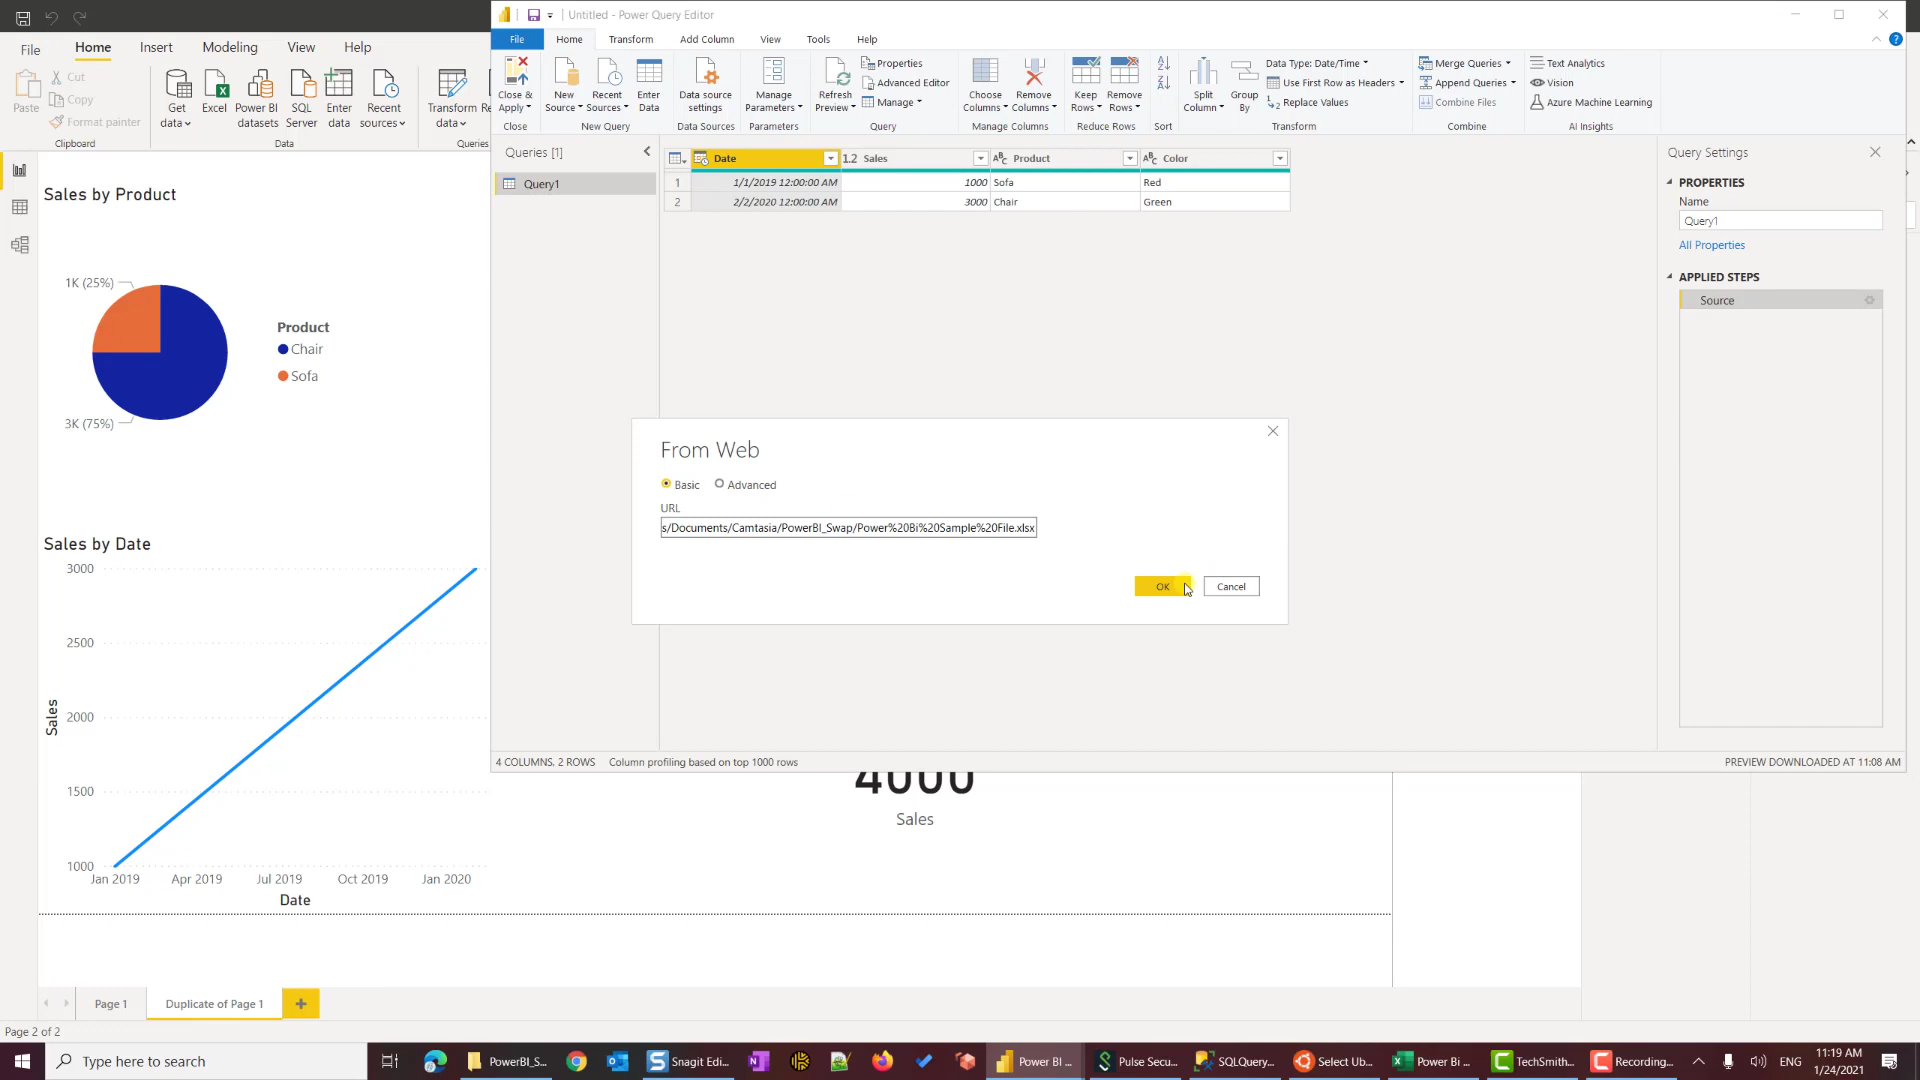 Untitled - Power Query Editor
File
Home
Insert
Modeling
View
Help
Paste
Cut
Copy
Format painter
Clipboard
Get data
Excel
Power BI datasets
SQL Server
Enter data
Recent sources
Data
Transform data
Queries
File
Home
Transform
Add Column
View
Tools
Help
Close & Apply
Close
New Source
Recent Sources
Enter Data
New Query
Data source settings
Data Sources
Manage Parameters
Parameters
Refresh Preview
Properties
Advanced Editor
Manage
Query
Choose Columns
Remove Columns
Manage Columns
Keep Rows
Remove Rows
Reduce Rows
Sort
Split Column
Group By
Data Type: Date/Time
Use First Row as Headers
Replace Values
Transform
Merge Queries
Append Queries
Combine Files
Combine
Text Analytics
Vision
Azure Machine Learning
AI Insights
Queries [1]
Query1
Date
1.2 Sales
ABC Product
ABC Color
1 1/1/2019 12:00:00 AM 1000 Sofa Red
2 2/2/2020 12:00:00 AM 3000 Chair Green
Query Settings
PROPERTIES
Name
Query1
All Properties
APPLIED STEPS
Source
From Web
Basic
Advanced
URL
s/Documents/Camtasia/PowerBI_Swap/Power%20Bi%20Sample%20File.xlsx
OK
Cancel
4 COLUMNS, 2 ROWS
Column profiling based on top 1000 rows
PREVIEW DOWNLOADED AT 11:08 AM
Sales by Product
1K (25%)
3K (75%)
Product
Chair
Sofa
Sales by Date
3000
2500
2000
1500
1000
Sales
Jan 2019
Apr 2019
Jul 2019
Oct 2019
Jan 2020
Date
4000
Sales
Page 1
Duplicate of Page 1
Page 2 of 2
Type here to search
PowerBI_S...
Snagit Edi...
Power BI ...
Pulse Secu...
SQLQuery...
Select Ub...
Power Bi ...
TechSmith...
Recording...
ENG
11:19 AM
1/24/2021